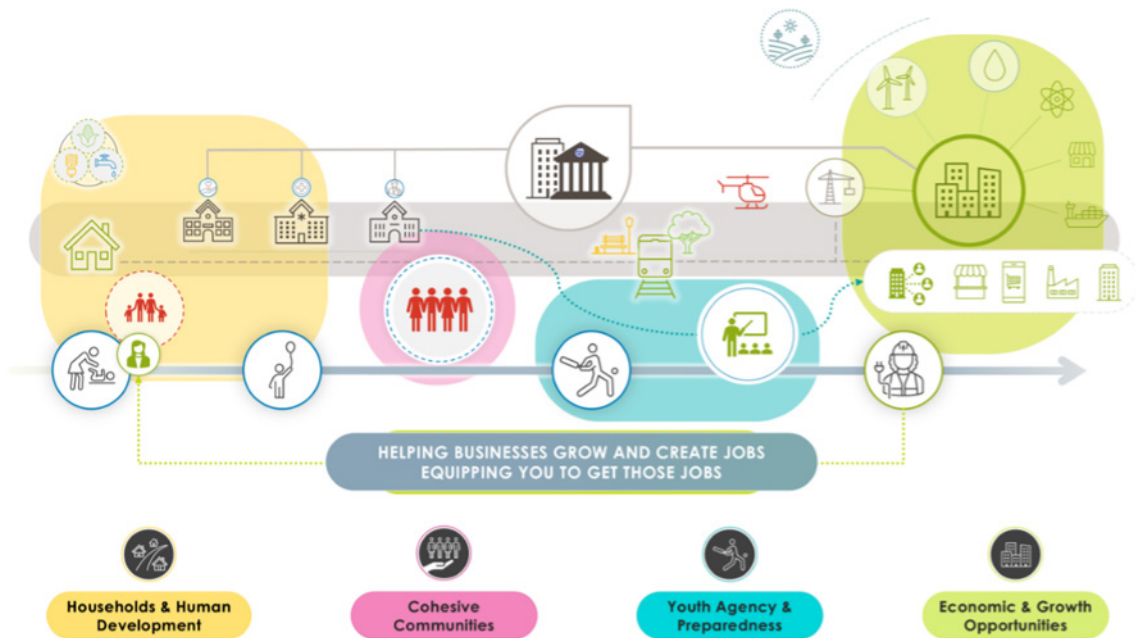 HELPING BUSINESSES GROW AND CREATE JOBS
EQUIPPING YOU TO GET THOSE JOBS
Households & Human
Development
Cohesive
Communities
Youth Agency &
Preparedness
Economic & Growth
Opportunities